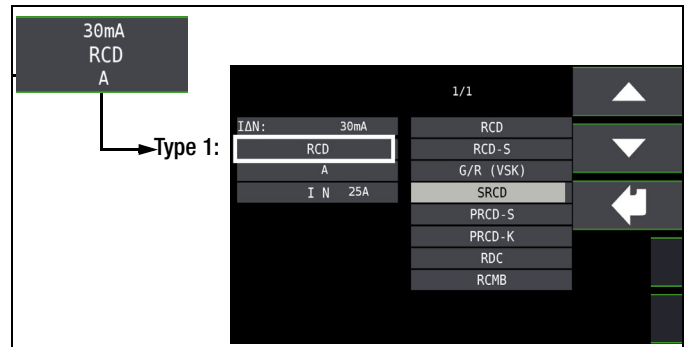 30mA
RCD
A
Type 1:
1/1
IΔN: 30mA
RCD
A
I N 25A
RCD
RCD-S
G/R (VSK)
SRCD
PRCD-S
PRCD-K
RDC
RCMB